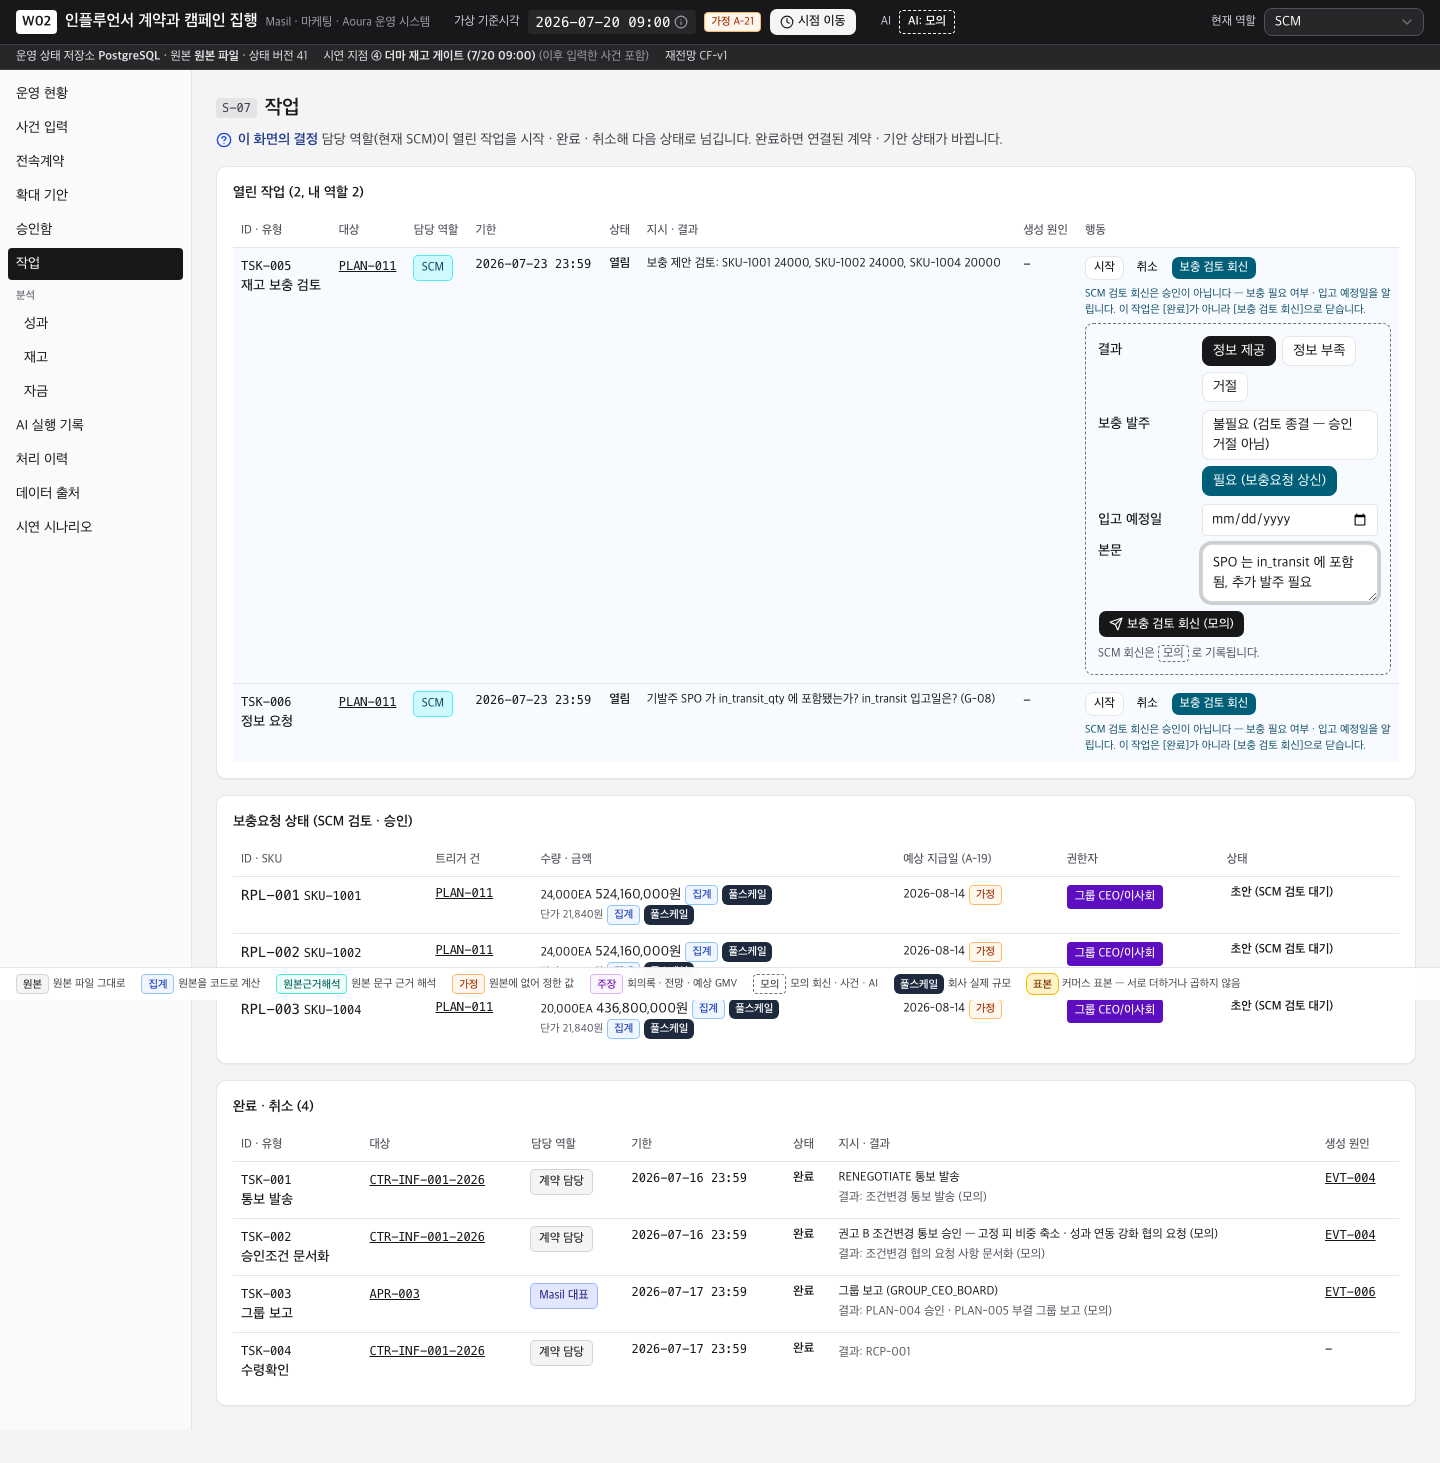 W02 인플루언서 계약과 캠페인 집행 Masil · 마케팅 · Aoura 운영 시스템 가상 기준시각 2026-07-20 09:00 가정 A-21 시점 이동 AI AI: 모의 현재 역할 SCM
운영 상태 저장소 PostgreSQL · 원본 원본 파일 · 상태 버전 41 시연 지점 ④ 더마 재고 게이트 (7/20 09:00) (이후 입력한 사건 포함) 재전망 CF-v1
운영 현황
사건 입력
전속계약
확대 기안
승인함
작업
분석
성과
재고
자금
AI 실행 기록
처리 이력
데이터 출처
시연 시나리오
S-07 작업
이 화면의 결정 담당 역할(현재 SCM)이 열린 작업을 시작 · 완료 · 취소해 다음 상태로 넘깁니다. 완료하면 연결된 계약 · 기안 상태가 바뀝니다.
열린 작업 (2, 내 역할 2)
ID · 유형 대상 담당 역할 기한 상태 지시 · 결과 생성 원인 행동
TSK-005 PLAN-011 SCM 2026-07-23 23:59 열림 보충 제안 검토: SKU-1001 24000, SKU-1002 24000, SKU-1004 20000 — 시작 취소 보충 검토 회신
재고 보충 검토
SCM 검토 회신은 승인이 아닙니다 — 보충 필요 여부 · 입고 예정일을 알
립니다. 이 작업은 [완료]가 아니라 [보충 검토 회신]으로 닫습니다.
결과 정보 제공 정보 부족
거절
보충 발주 불필요 (검토 종결 — 승인
거절 아님)
필요 (보충요청 상신)
입고 예정일 mm/dd/yyyy
본문 SPO 는 in_transit 에 포함
됨, 추가 발주 필요
보충 검토 회신 (모의)
SCM 회신은 모의 로 기록됩니다.
TSK-006 PLAN-011 SCM 2026-07-23 23:59 열림 기발주 SPO 가 in_transit_qty 에 포함됐는가? in_transit 입고일은? (G-08) — 시작 취소 보충 검토 회신
정보 요청
SCM 검토 회신은 승인이 아닙니다 — 보충 필요 여부 · 입고 예정일을 알
립니다. 이 작업은 [완료]가 아니라 [보충 검토 회신]으로 닫습니다.
보충요청 상태 (SCM 검토 · 승인)
ID · SKU 트리거 건 수량 · 금액 예상 지급일 (A-19) 권한자 상태
RPL-001 SKU-1001 PLAN-011 24,000EA 524,160,000원 집계 풀스케일 2026-08-14 가정 그룹 CEO/이사회 초안 (SCM 검토 대기)
단가 21,840원 집계 풀스케일
RPL-002 SKU-1002 PLAN-011 24,000EA 524,160,000원 집계 풀스케일 2026-08-14 가정 그룹 CEO/이사회 초안 (SCM 검토 대기)
원본 원본 파일 그대로 집계 원본을 코드로 계산 원본근거해석 원본 문구 근거 해석 가정 원본에 없어 정한 값 주장 회의록 · 전망 · 예상 GMV 모의 모의 회신 · 사건 · AI 풀스케일 회사 실제 규모 표본 커머스 표본 — 서로 더하거나 곱하지 않음
RPL-003 SKU-1004 PLAN-011 20,000EA 436,800,000원 집계 풀스케일 2026-08-14 가정 그룹 CEO/이사회 초안 (SCM 검토 대기)
단가 21,840원 집계 풀스케일
완료 · 취소 (4)
ID · 유형 대상 담당 역할 기한 상태 지시 · 결과 생성 원인
TSK-001 CTR-INF-001-2026 계약 담당 2026-07-16 23:59 완료 RENEGOTIATE 통보 발송 EVT-004
통보 발송 결과: 조건변경 통보 발송 (모의)
TSK-002 CTR-INF-001-2026 계약 담당 2026-07-16 23:59 완료 권고 B 조건변경 통보 승인 — 고정 피 비중 축소 · 성과 연동 강화 협의 요청 (모의) EVT-004
승인조건 문서화 결과: 조건변경 협의 요청 사항 문서화 (모의)
TSK-003 APR-003 Masil 대표 2026-07-17 23:59 완료 그룹 보고 (GROUP_CEO_BOARD) EVT-006
그룹 보고 결과: PLAN-004 승인 · PLAN-005 부결 그룹 보고 (모의)
TSK-004 CTR-INF-001-2026 계약 담당 2026-07-17 23:59 완료 결과: RCP-001 —
수령확인